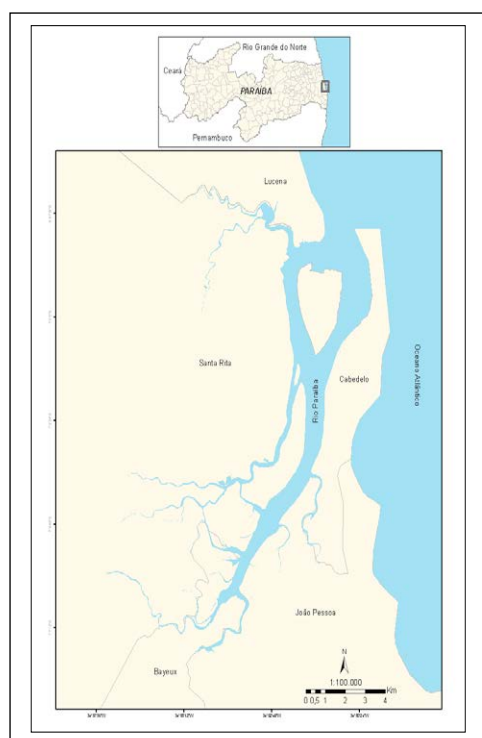 Rio Grande do Norte
Ceará
PARAÍBA
Pernambuco
Lucena
Santa Rita
Rio Paraíba
Cabedelo
Oceano Atlântico
João Pessoa
Bayeux
N
1:100.000
Km
0 0,5 1 2 3 4